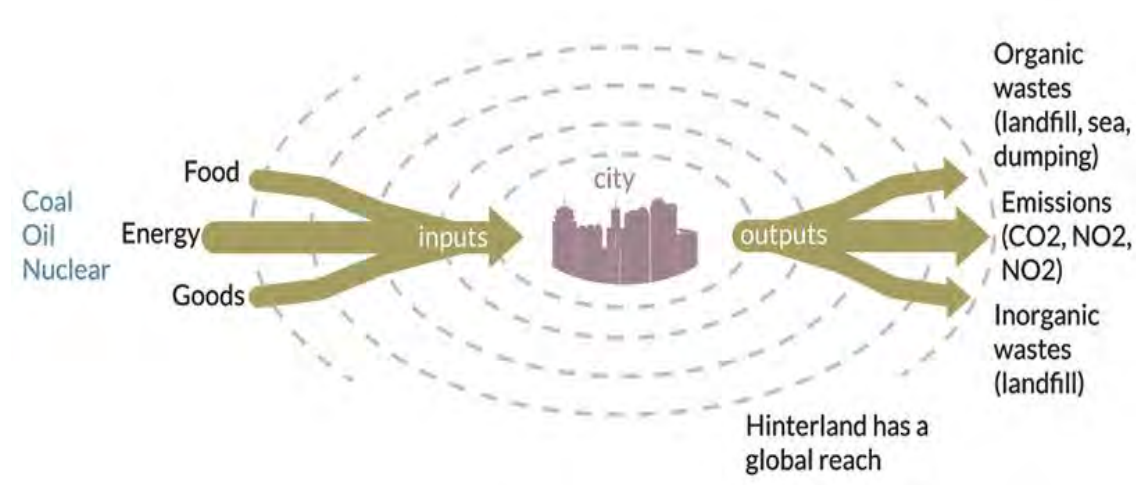 Coal
Oil
Nuclear
Food
Energy
Goods
inputs
city
outputs
Organic
wastes
(landfill, sea,
dumping)
Emissions
(CO2, NO2,
NO2)
Inorganic
wastes
(landfill)
Hinterland has a
global reach